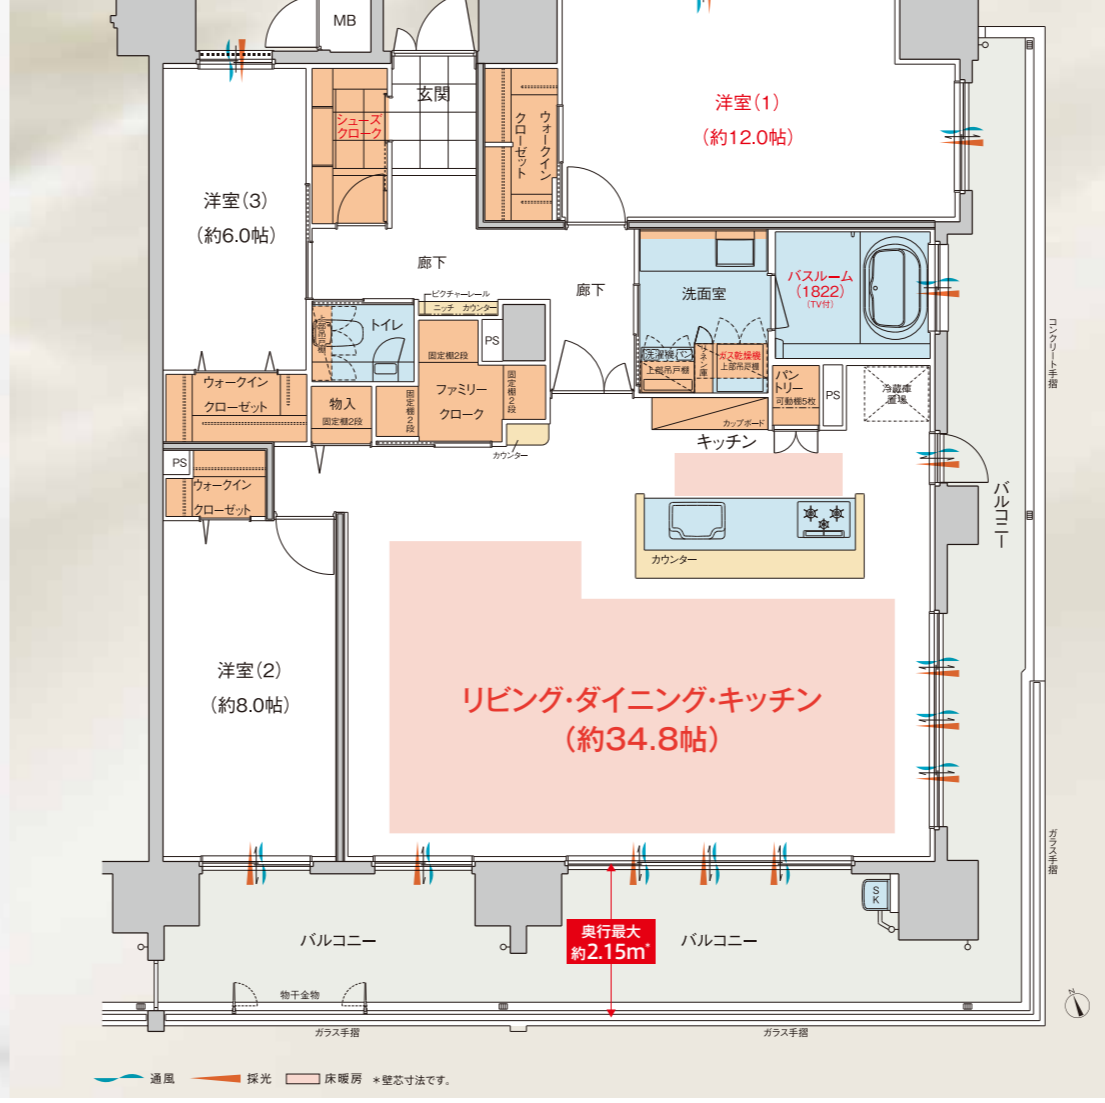 MB
玄関
シューズ
クローク
ウォークイン
クローゼット
洋室(1)
(約12.0帖)
洋室(3)
(約6.0帖)
廊下
廊下
ピクチャーレール
ニッチ カウンター
トイレ
上部吊戸棚
固定棚2段
PS
洗面室
バスルーム
(1822)
(TV付)
洗濯機パン
上部吊戸棚
リネン庫
ガス乾燥機
上部吊戸棚
コンクリート手摺
ウォークイン
クローゼット
物入
固定棚2段
固定棚2段
ファミリー
クローク
固定棚2段
カウンター
カップボード
パン
トリー
可動棚5枚
PS
冷蔵庫
置場
キッチン
PS
ウォークイン
クローゼット
バルコニー
カウンター
洋室(2)
(約8.0帖)
リビング・ダイニング・キッチン
(約34.8帖)
ガラス手摺
SK
バルコニー
奥行最大
約2.15m*
バルコニー
物干金物
N
ガラス手摺
ガラス手摺
通風 採光 床暖房 *壁芯寸法です。